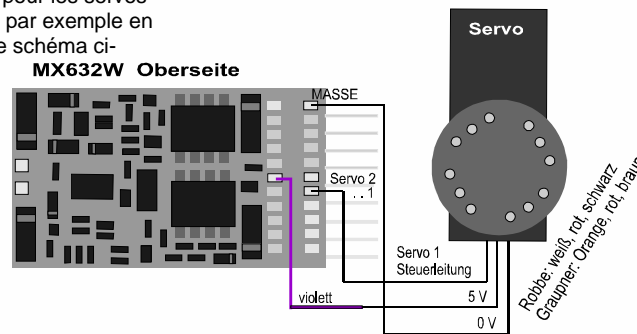 pour les servos
par exemple en
e schéma ci-
MX632W Oberseite
Servo
MASSE
Servo 2
. . 1
Servo 1
Steuerleitung
violett
5 V
0 V
Robbe: weiß, rot, schwarz
Graupner: Orange, rot, braun